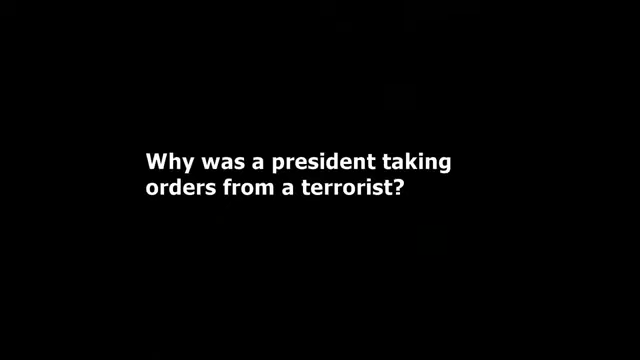 Why was a president taking
orders from a terrorist?